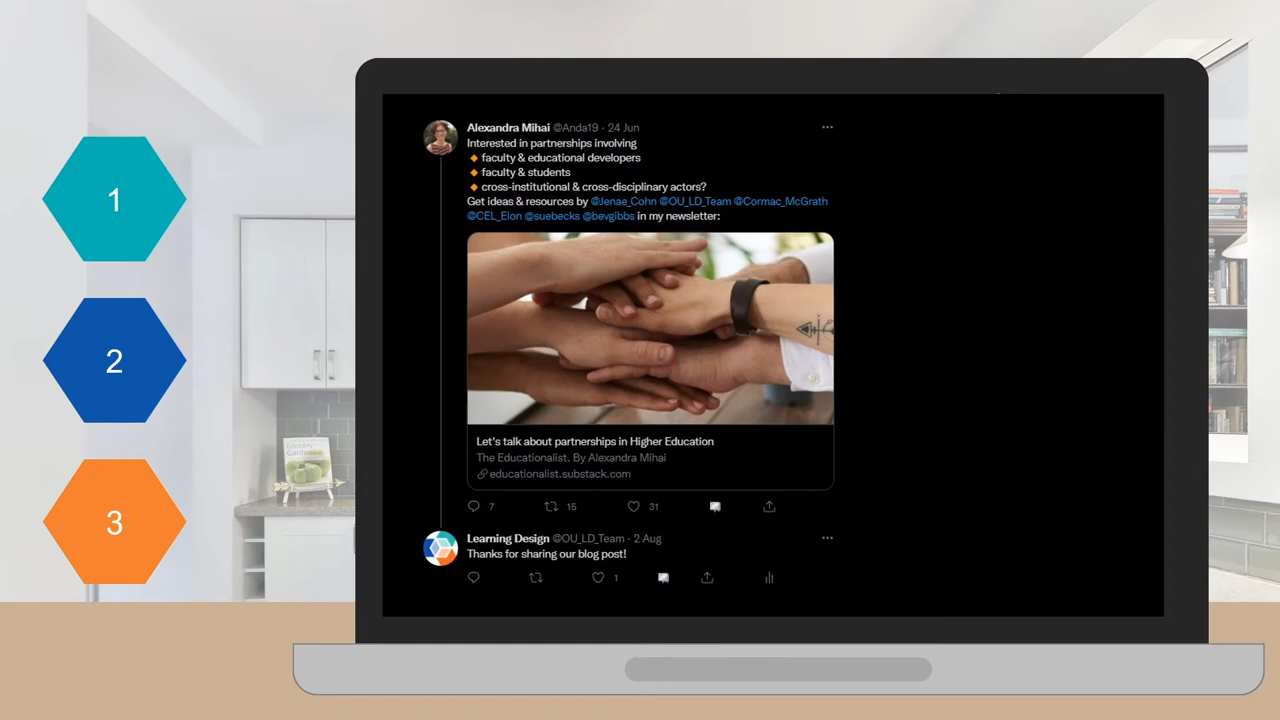 1
2
3
Alexandra Mihai @Anda19 · 24 Jun
Interested in partnerships involving
🔸 faculty & educational developers
🔸 faculty & students
🔸 cross-institutional & cross-disciplinary actors?
Get ideas & resources by @Jenae_Cohn @OU_LD_Team @Cormac_McGrath
@CEL_Elon @suebecks @bevgibbs in my newsletter:
Let's talk about partnerships in Higher Education
The Educationalist. By Alexandra Mihai
educationalist.substack.com
7 15 31
Learning Design @OU_LD_Team · 2 Aug
Thanks for sharing our blog post!
1
Grocery
Gardening